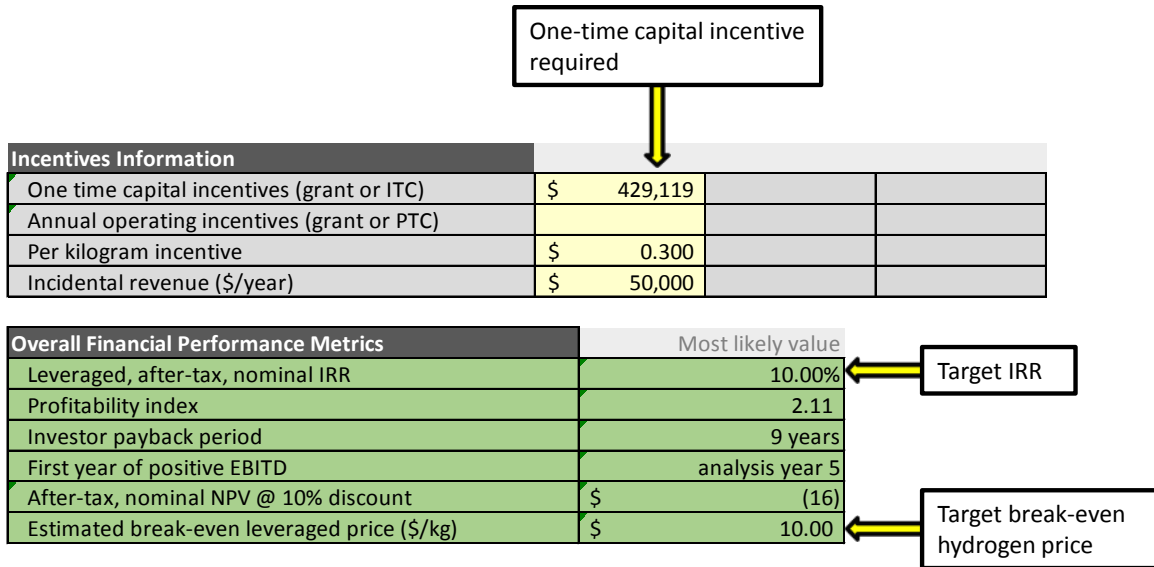 One-time capital incentive
required
Incentives Information
One time capital incentives (grant or ITC) $ 429,119
Annual operating incentives (grant or PTC)
Per kilogram incentive $ 0.300
Incidental revenue ($/year) $ 50,000
Overall Financial Performance Metrics Most likely value
Leveraged, after-tax, nominal IRR 10.00%
Target IRR
Profitability index 2.11
Investor payback period 9 years
First year of positive EBITD analysis year 5
After-tax, nominal NPV @ 10% discount $ (16)
Estimated break-even leveraged price ($/kg) $ 10.00
Target break-even
hydrogen price